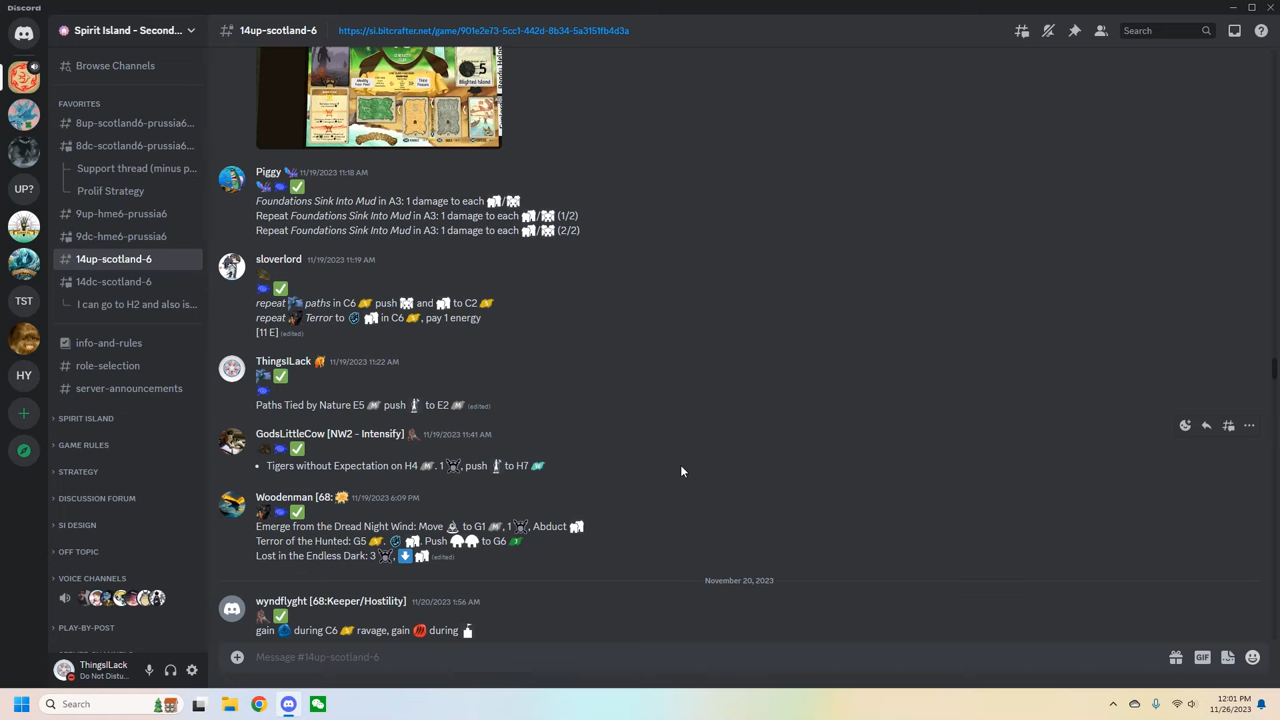 Discord
Spirit Island - Second...
14up-scotland-6
https://si.bitcrafter.net/game/901e2e73-5cc1-442d-8b34-5a3151fb4d3a
Search
Browse Channels
FAVORITES
8up-scotland6-prussia6...
8dc-scotland6-prussia6...
Support thread (minus p...
Prolif Strategy
9up-hme6-prussia6
9dc-hme6-prussia6
14up-scotland-6
14dc-scotland-6
I can go to H2 and also is...
info-and-rules
role-selection
server-announcements
SPIRIT ISLAND
GAME RULES
STRATEGY
DISCUSSION FORUM
SI DESIGN
OFF TOPIC
VOICE CHANNELS
PLAY-BY-POST
UP?
TST
HY
ThingsILack
Do Not Distu...
5
Blighted Island
Piggy 11/19/2023 11:18 AM
Foundations Sink Into Mud in A3: 1 damage to each /
Repeat Foundations Sink Into Mud in A3: 1 damage to each / (1/2)
Repeat Foundations Sink Into Mud in A3: 1 damage to each / (2/2)
sloverlord 11/19/2023 11:19 AM
repeat paths in C6 push and to C2
repeat Terror to in C6 , pay 1 energy
[11 E] (edited)
ThingsILack 11/19/2023 11:22 AM
Paths Tied by Nature E5 push to E2 (edited)
GodsLittleCow [NW2 - Intensify] 11/19/2023 11:41 AM
• Tigers without Expectation on H4 . 1 , push to H7
Woodenman [68: 11/19/2023 6:09 PM
Emerge from the Dread Night Wind: Move to G1 , 1 , Abduct
Terror of the Hunted: G5 , . Push to G6
Lost in the Endless Dark: 3 , (edited)
November 20, 2023
wyndflyght [68:Keeper/Hostility] 11/20/2023 1:56 AM
gain during C6 ravage, gain during
Message #14up-scotland-6
GIF
Search
12:01 PM
11/26/2023